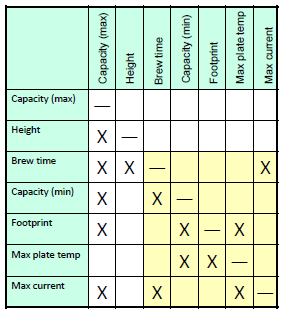 Capacity (max) Height Brew time Capacity (min) Footprint Max plate temp Max current
Capacity (max) —
Height X —
Brew time X X — X
Capacity (min) X X —
Footprint X X — X
Max plate temp X X —
Max current X X X —